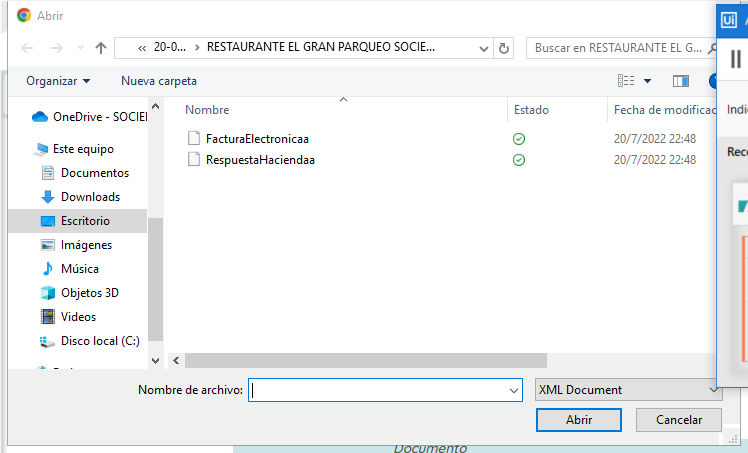 Abrir
« 20-0... > RESTAURANTE EL GRAN PARQUEO SOCIE...
Buscar en RESTAURANTE EL G...
Organizar
Nueva carpeta
Nombre
Estado
Fecha de modificac
OneDrive - SOCIE
Este equipo
Documentos
Downloads
Escritorio
Imágenes
Música
Objetos 3D
Videos
Disco local (C:)
FacturaElectronicaa
20/7/2022 22:48
RespuestaHaciendaa
20/7/2022 22:48
Nombre de archivo:
XML Document
Abrir
Cancelar
Documento
Ui
Indi
Reco